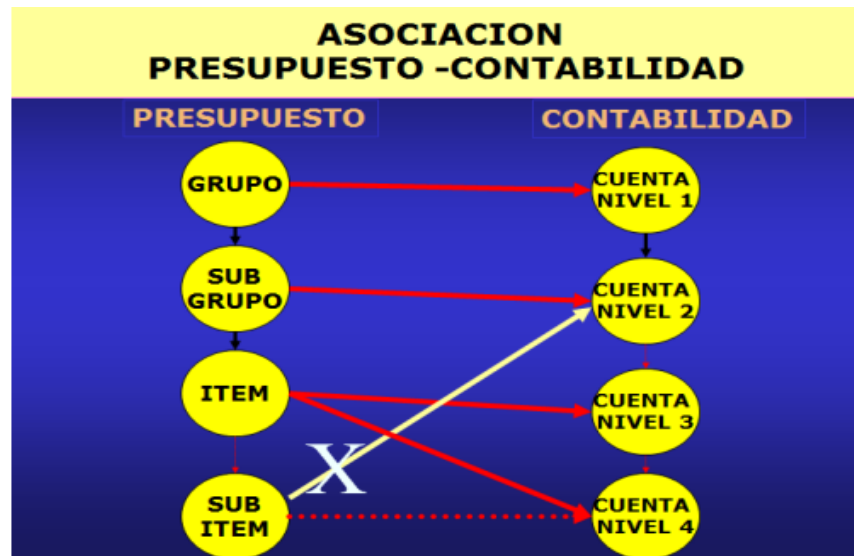 ASOCIACION
PRESUPUESTO -CONTABILIDAD
PRESUPUESTO
CONTABILIDAD
GRUPO
CUENTA
NIVEL 1
SUB
GRUPO
CUENTA
NIVEL 2
ITEM
CUENTA
NIVEL 3
X
SUB
ITEM
CUENTA
NIVEL 4